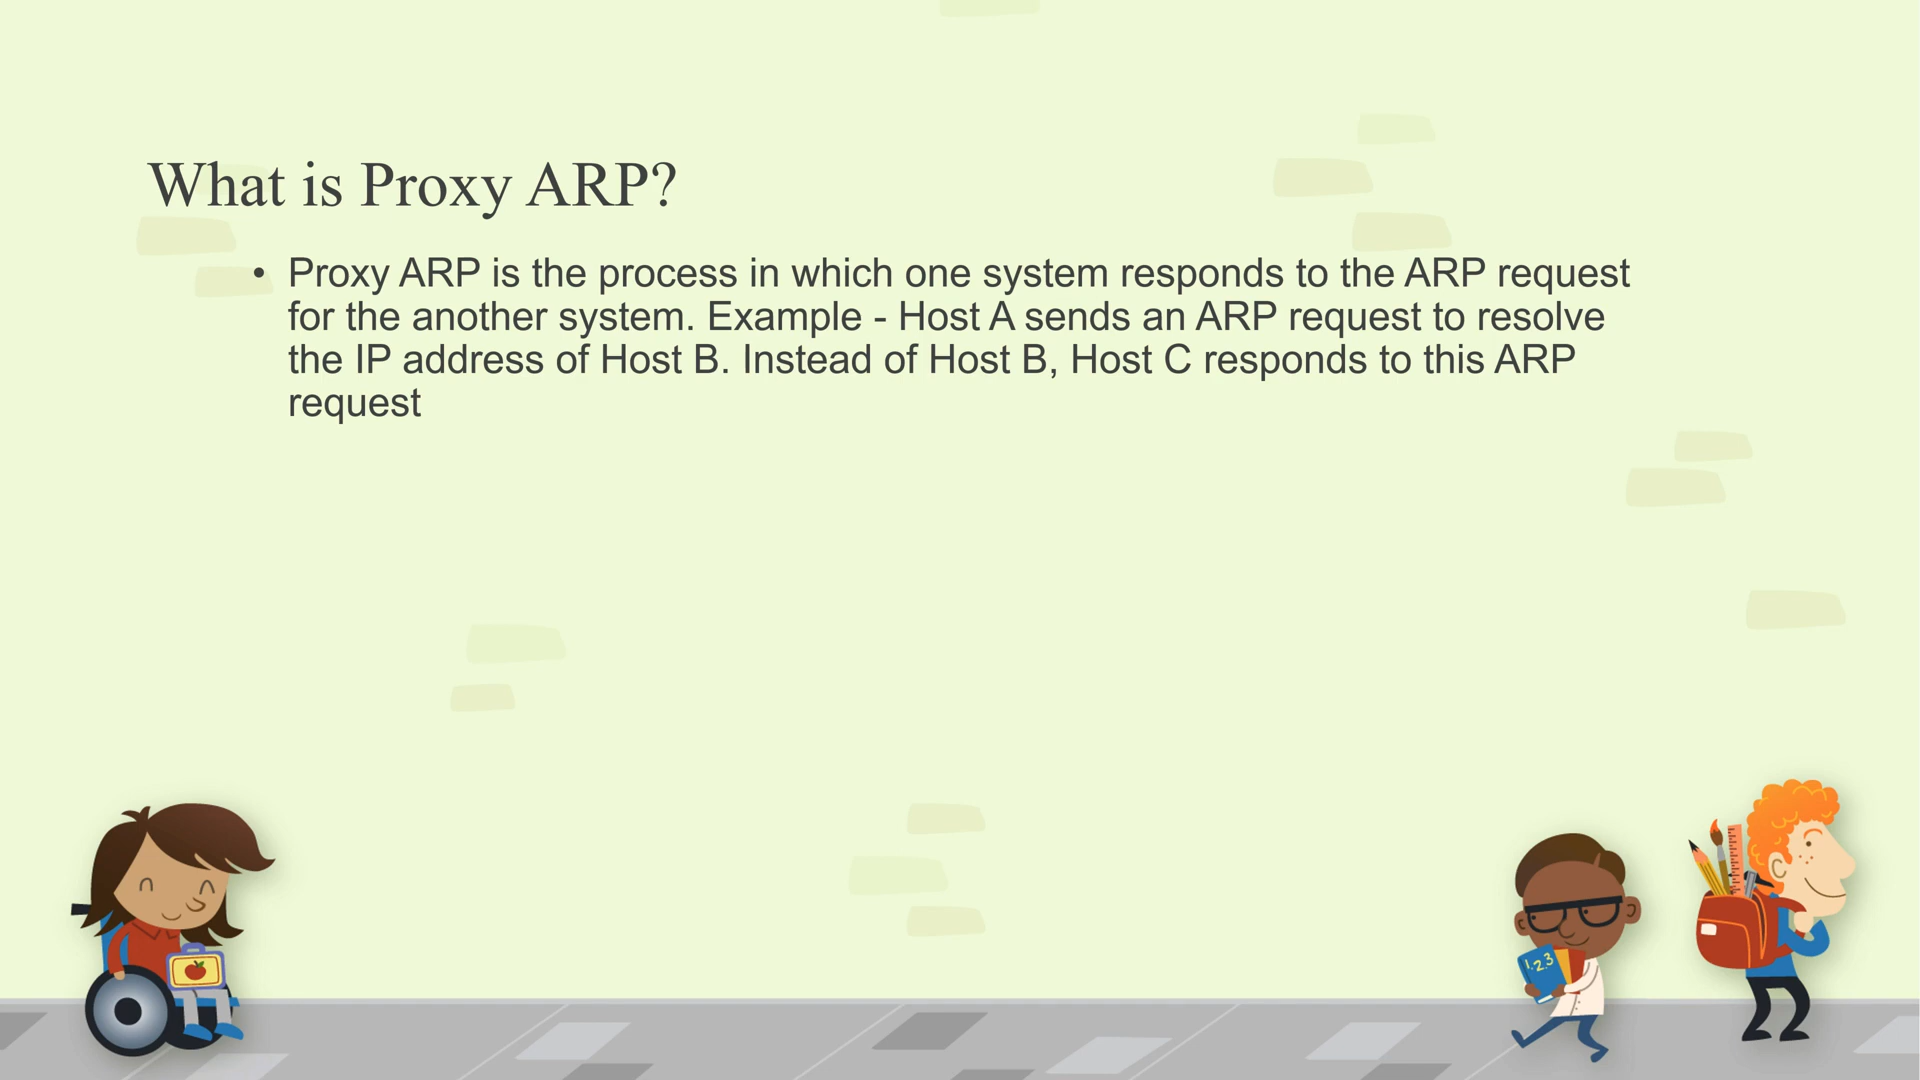 What is Proxy ARP?
• Proxy ARP is the process in which one system responds to the ARP request
for the another system. Example - Host A sends an ARP request to resolve
the IP address of Host B. Instead of Host B, Host C responds to this ARP
request
1.23